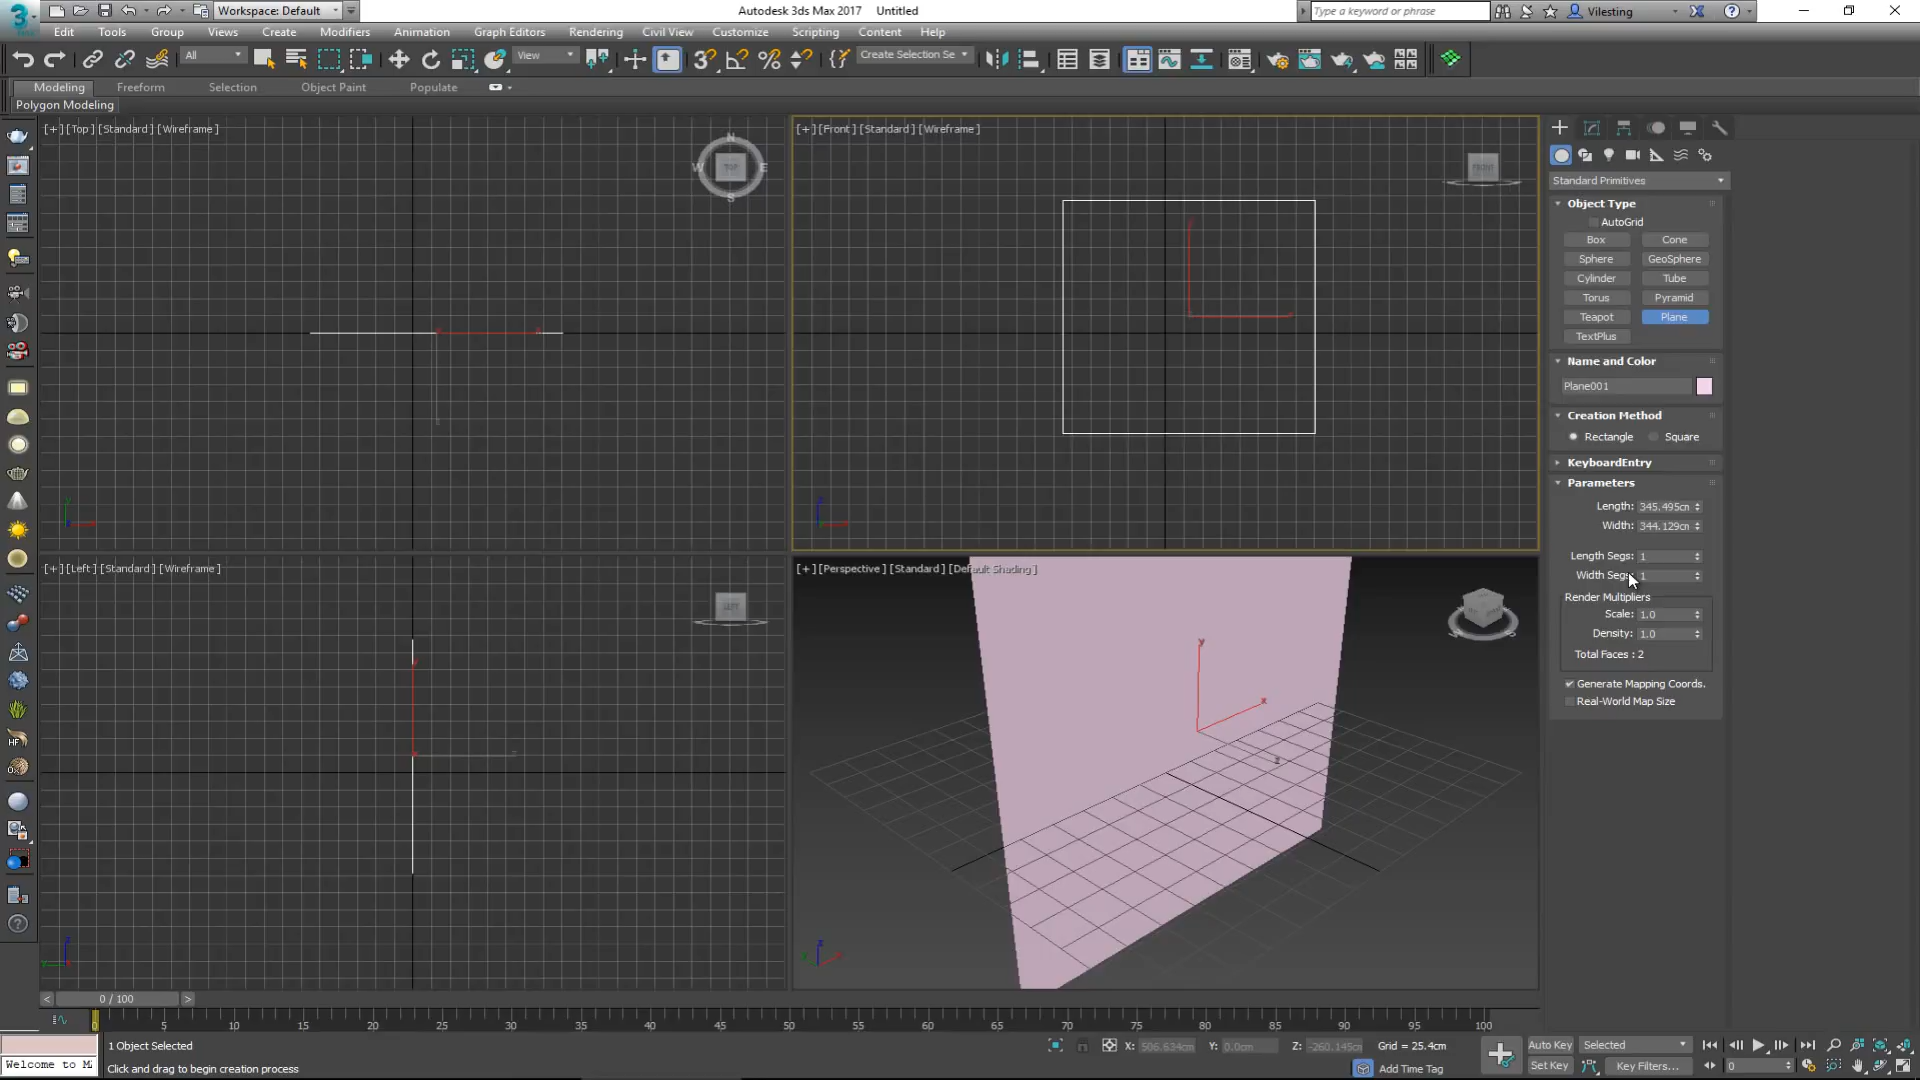 Workspace: Default
Autodesk 3ds Max 2017 Untitled
Type a keyword or phrase
Vilesting
Edit Tools Group Views Create Modifiers Animation Graph Editors Rendering Civil View Customize Scripting Content Help
All View Create Selection Se
Modeling Freeform Selection Object Paint Populate
Polygon Modeling
[+] [Top] [Standard] [Wireframe]
[+] [Front] [Standard] [Wireframe]
N
W TOP E
S
FRONT
Standard Primitives
Object Type
AutoGrid
Box Cone
Sphere GeoSphere
Cylinder Tube
Torus Pyramid
Teapot Plane
TextPlus
Name and Color
Plane001
Creation Method
Rectangle Square
KeyboardEntry
Parameters
Length: 345.495cm
Width: 344.129cm
Length Segs: 1
Width Segs: 1
Render Multipliers
Scale: 1.0
Density: 1.0
Total Faces : 2
Generate Mapping Coords.
Real-World Map Size
[+] [Left] [Standard] [Wireframe]
[+] [Perspective] [Standard] [Default Shading]
LEFT
y
x
z
HF
OX
0 / 100
0 5 10 15 20 25 30 35 40 45 50 55 60 65 70 75 80 85 90 95 100
1 Object Selected
X: 506.634cm Y: 0.0cm Z: -260.145cm Grid = 25.4cm
Auto Key Selected
Welcome to M
Click and drag to begin creation process
Add Time Tag
Set Key Key Filters...
0